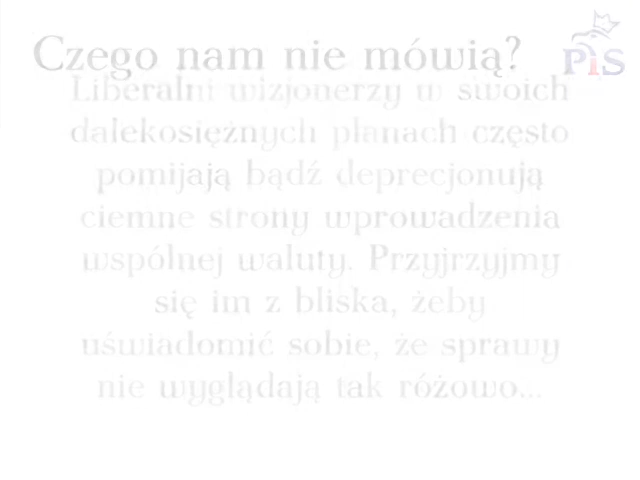 Czego nam nie mówią?
PiS
Liberalni wizjonerzy w swoich
dalekosiężnych planach często
pomijają bądź deprecjonują
ciemne strony wprowadzenia
wspólnej waluty. Przyjrzyjmy
się im z bliska, żeby
uświadomić sobie, że sprawy
nie wyglądają tak różowo...